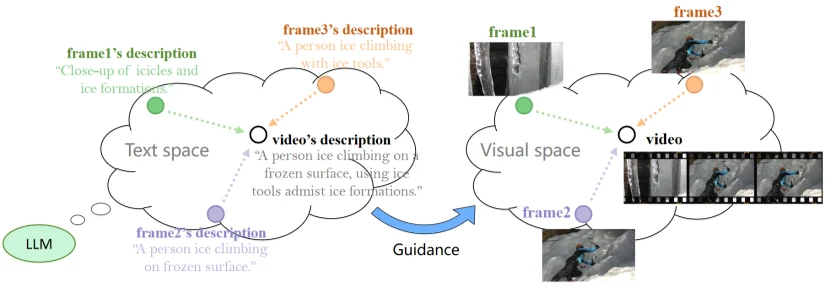 frame1's description
“Close-up of icicles and
ice formations.”
frame3's description
“A person ice climbing
with ice tools.”
Text space
video's description
“A person ice climbing on a
frozen surface, using ice
tools admist ice formations.”
frame2's description
“A person ice climbing
on frozen surface.”
LLM
Guidance
frame1
frame3
Visual space
video
frame2